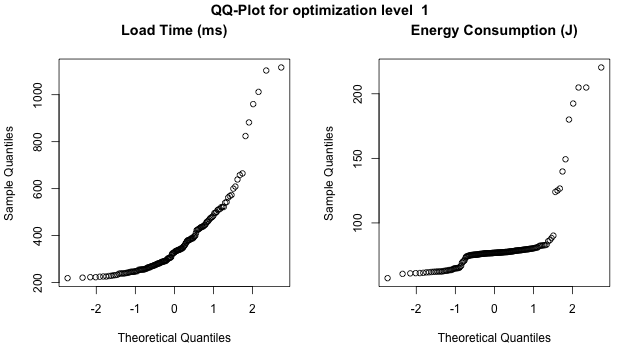 QQ-Plot for optimization level 1
Load Time (ms)
Energy Consumption (J)
Sample Quantiles
200 400 600 800 1000
-2 -1 0 1 2
Theoretical Quantiles
Sample Quantiles
100 150 200
-2 -1 0 1 2
Theoretical Quantiles